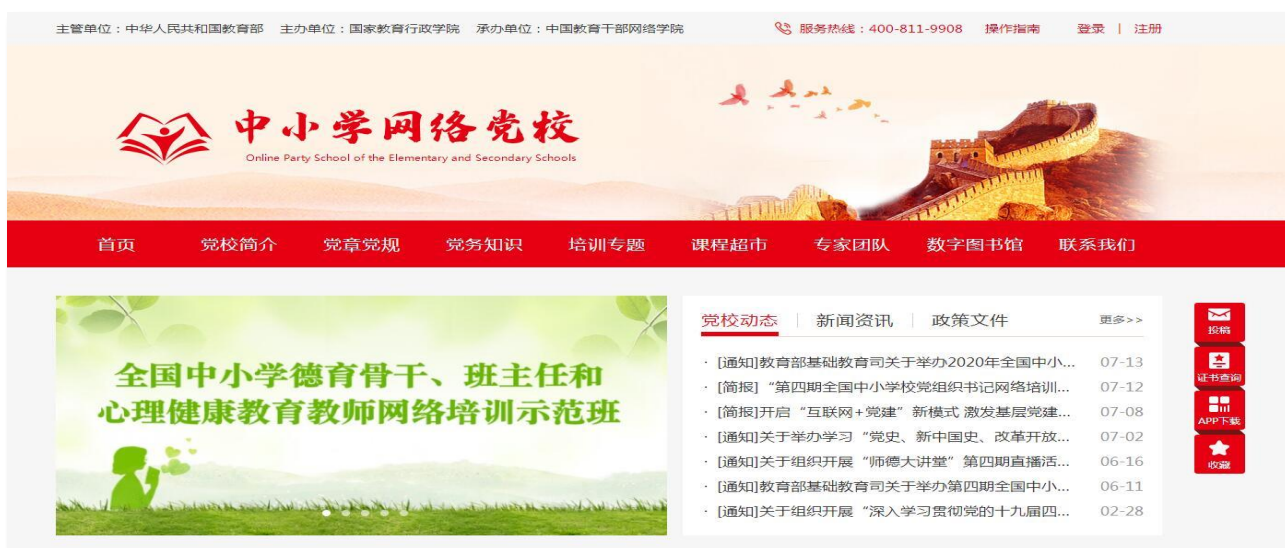 主管单位：中华人民共和国教育部 主办单位：国家教育行政学院 承办单位：中国教育干部网络学院 服务热线：400-811-9908 操作指南 登录 | 注册
中小学网络党校
Online Party School of the Elementary and Secondary Schools
首页 党校简介 党章党规 党务知识 培训专题 课程超市 专家团队 数字图书馆 联系我们
全国中小学德育骨干、班主任和
心理健康教育教师网络培训示范班
党校动态 | 新闻资讯 | 政策文件 更多>>
· [通知]教育部基础教育司关于举办2020年全国中小... 07-13
· [简报]“第四期全国中小学校党组织书记网络培训... 07-12
· [简报]开启“互联网+党建”新模式 激发基层党建... 07-08
· [通知]关于举办学习“党史、新中国史、改革开放... 07-02
· [通知]关于组织开展“师德大讲堂”第四期直播活... 06-16
· [通知]教育部基础教育司关于举办第四期全国中小... 06-11
· [通知]关于组织开展“深入学习贯彻党的十九届四... 02-28
投稿
证书查询
APP下载
收藏